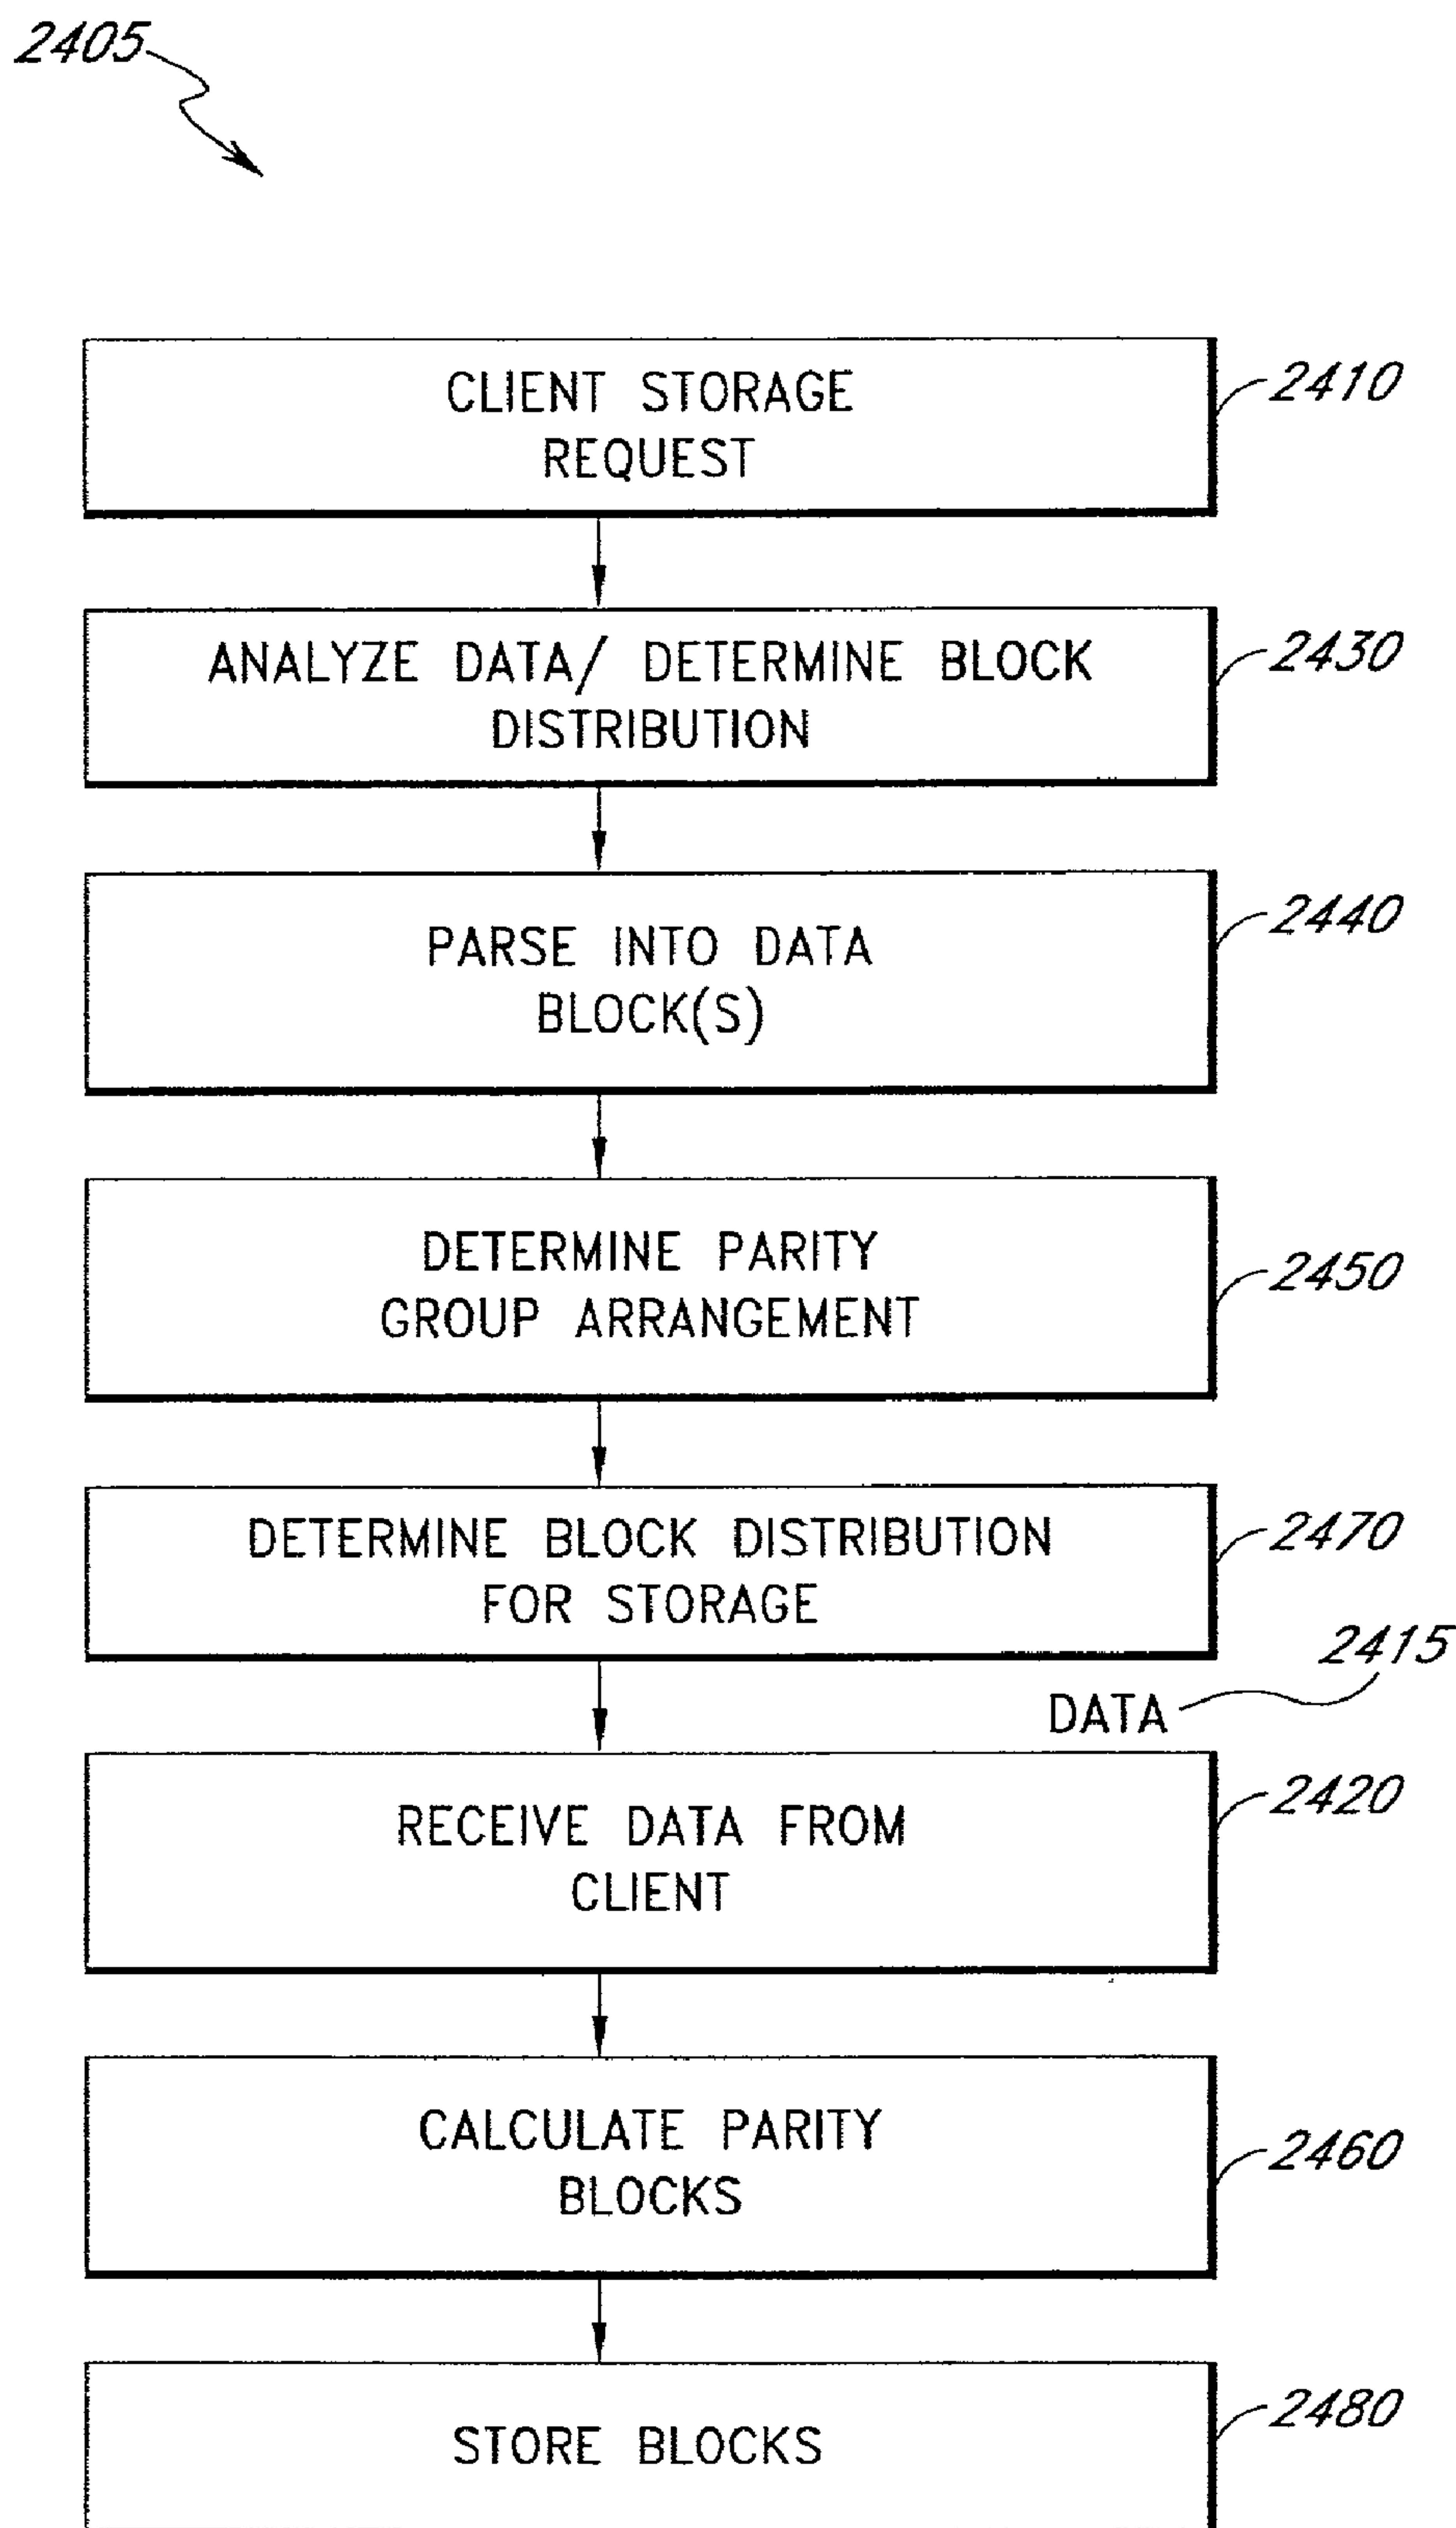 2405
CLIENT STORAGE
REQUEST
2410
ANALYZE DATA/ DETERMINE BLOCK
DISTRIBUTION
2430
PARSE INTO DATA
BLOCK(S)
2440
DETERMINE PARITY
GROUP ARRANGEMENT
2450
DETERMINE BLOCK DISTRIBUTION
FOR STORAGE
2470
2415
DATA
RECEIVE DATA FROM
CLIENT
2420
CALCULATE PARITY
BLOCKS
2460
STORE BLOCKS
2480